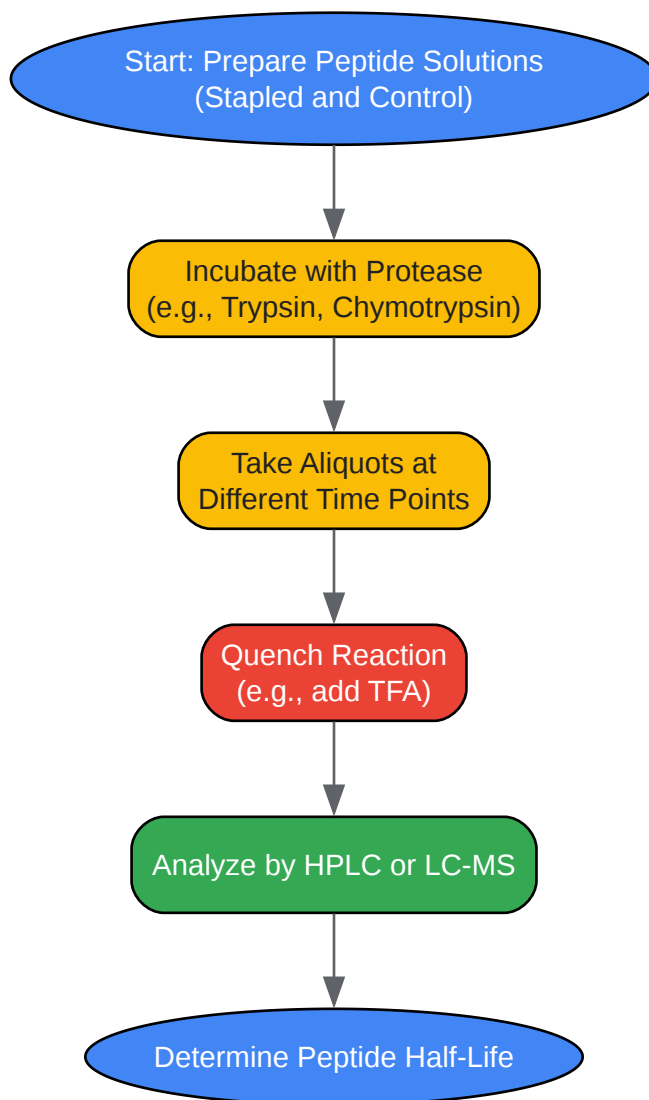 Start: Prepare Peptide Solutions
(Stapled and Control)
Incubate with Protease
(e.g., Trypsin, Chymotrypsin)
Take Aliquots at
Different Time Points
Quench Reaction
(e.g., add TFA)
Analyze by HPLC or LC-MS
Determine Peptide Half-Life